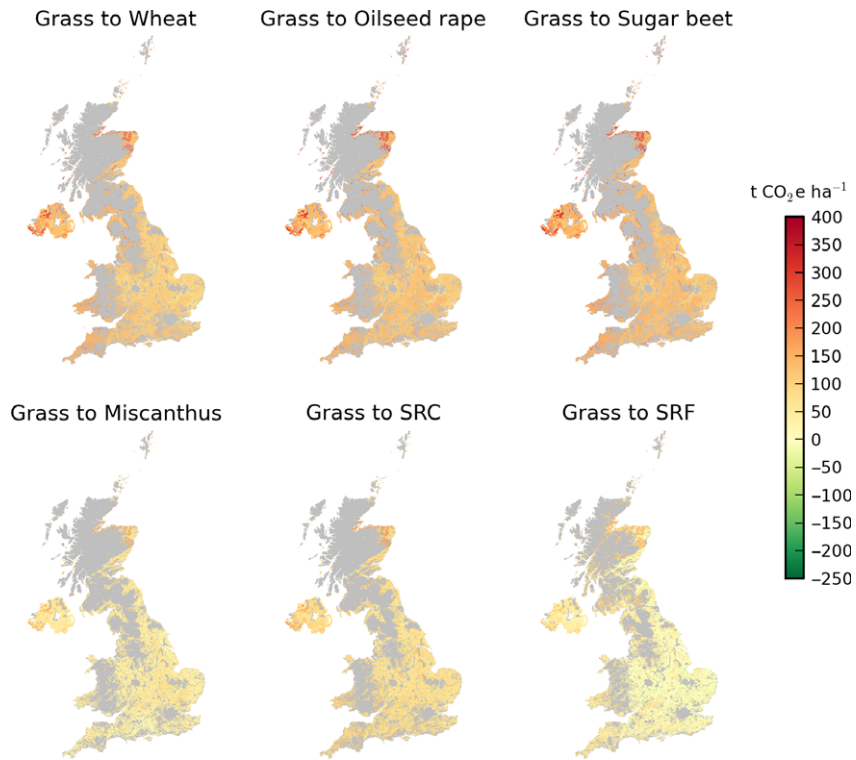 Grass to Wheat
Grass to Oilseed rape
Grass to Sugar beet
t CO₂e ha⁻¹
400
350
300
250
200
150
100
50
0
−50
−100
−150
−200
−250
Grass to Miscanthus
Grass to SRC
Grass to SRF